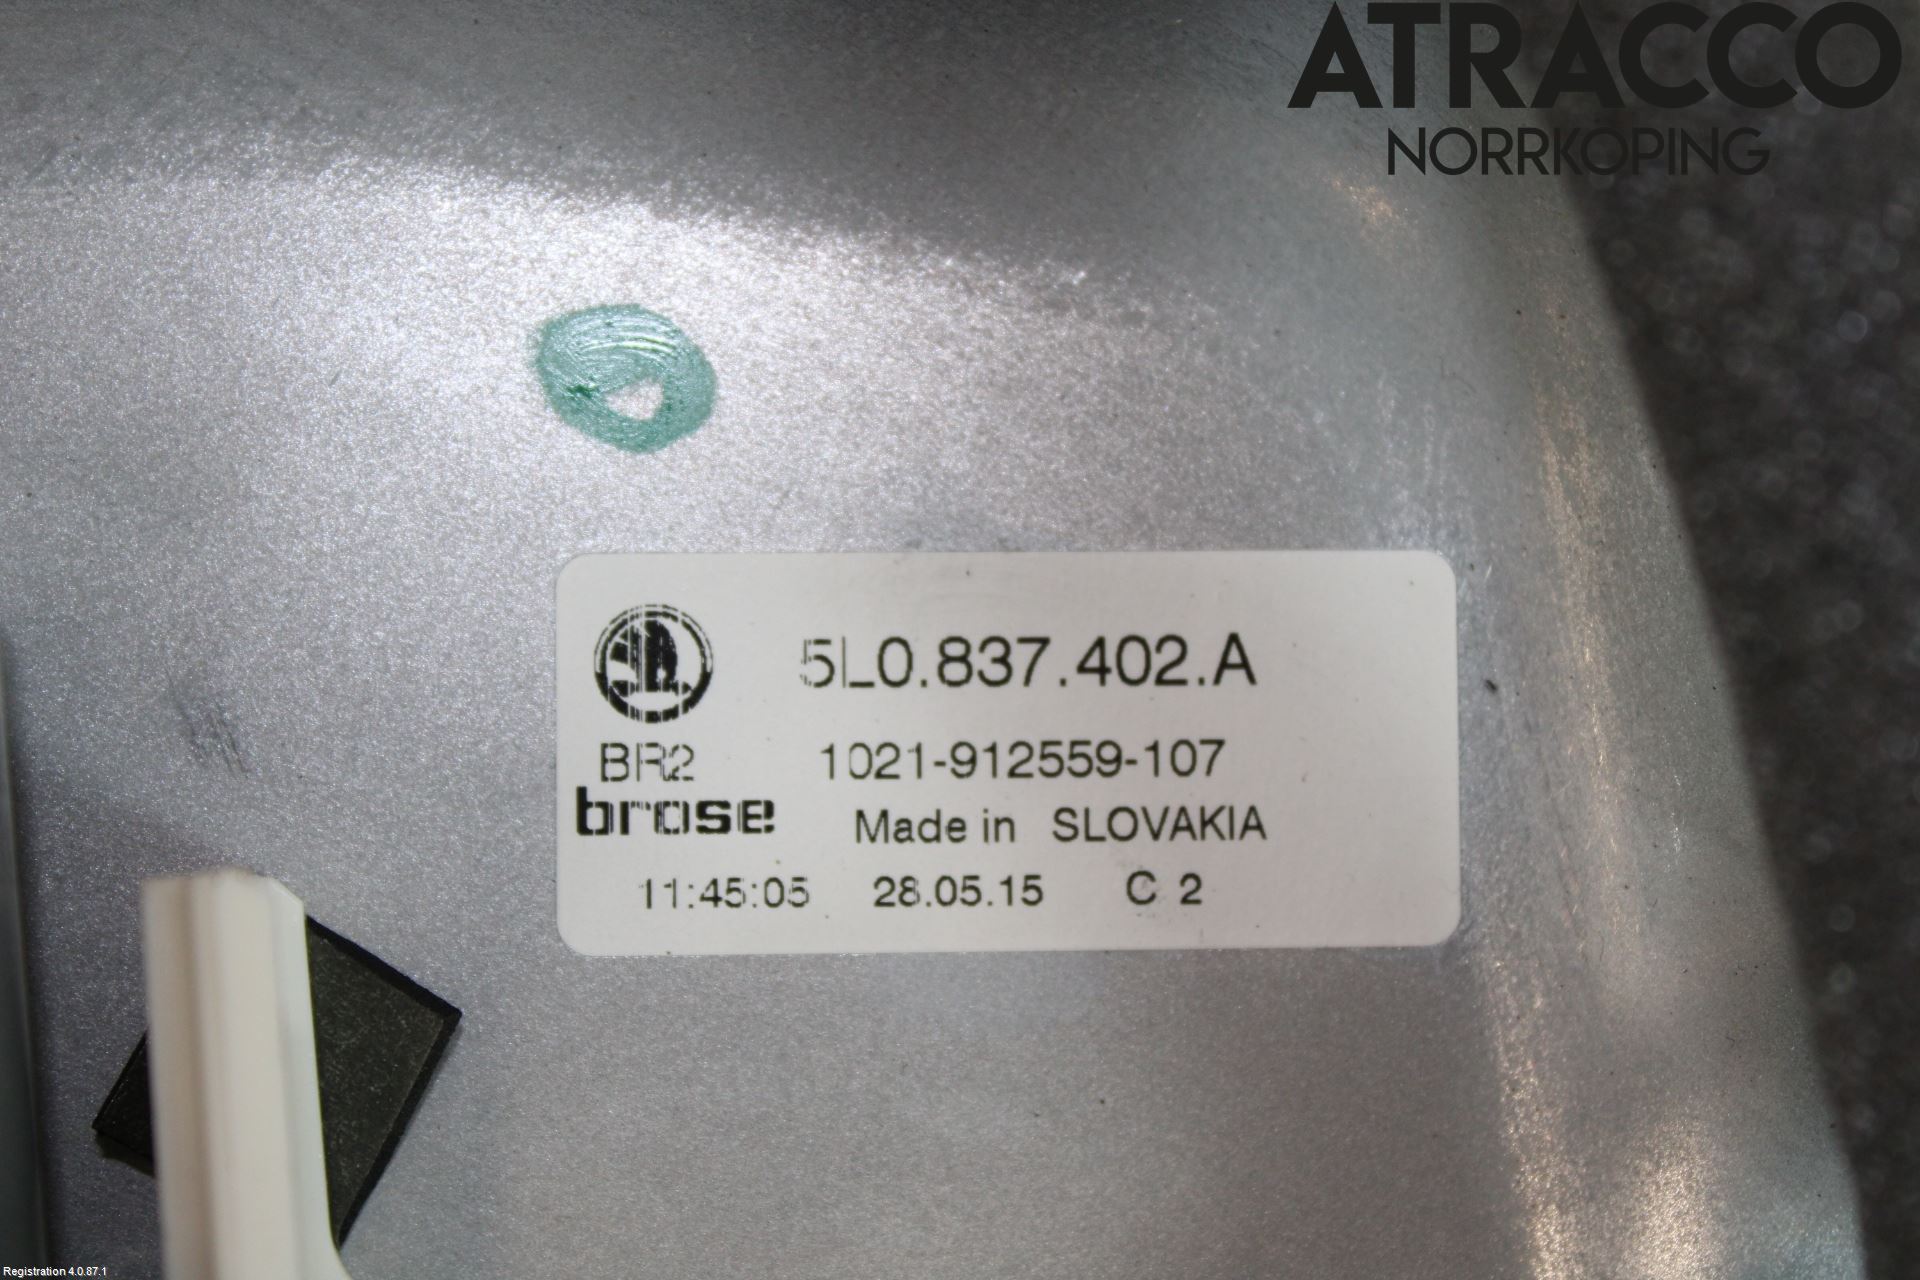 ATRACCO
NORRKÖPING
5L0.837.402.A
BR2 1021-912559-107
brose Made in SLOVAKIA
11:45:05 28.05.15 C 2
Registration 4.0.87.1